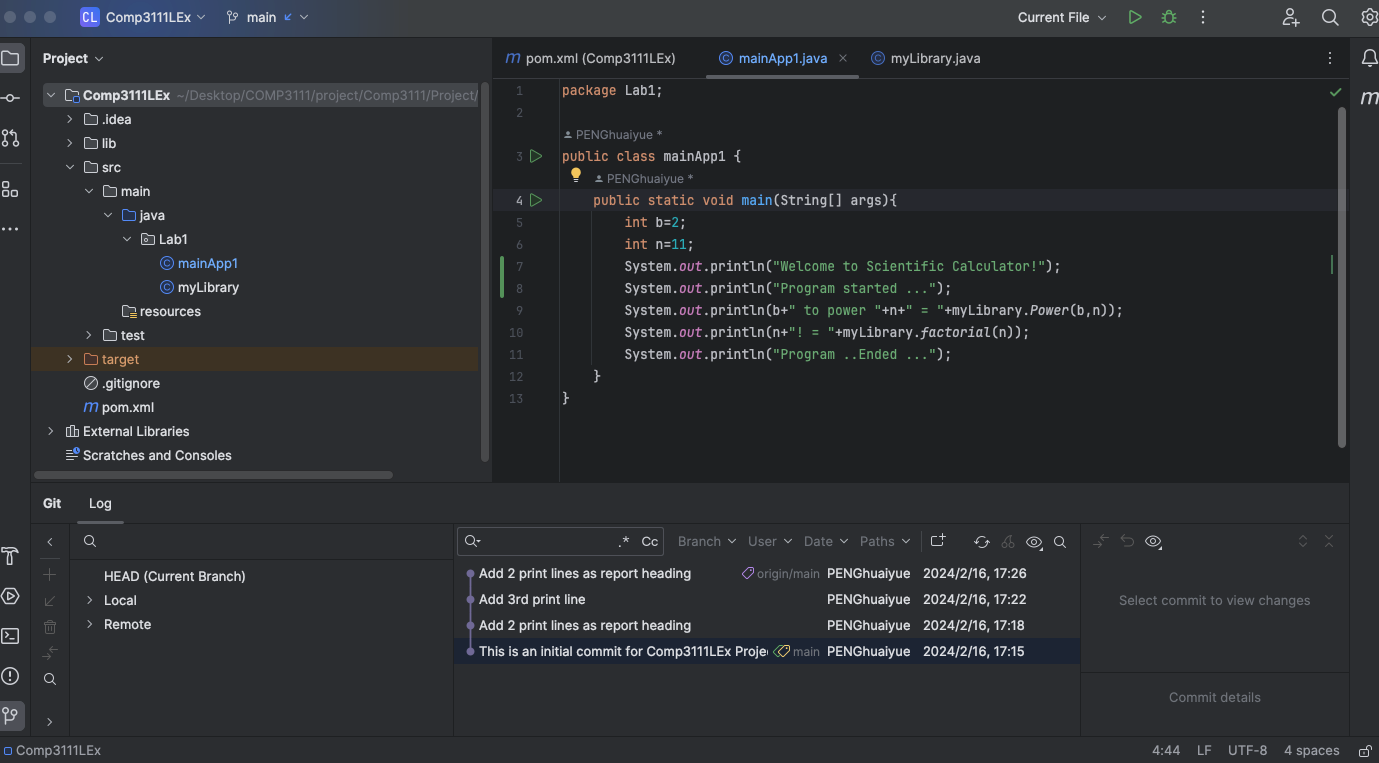 CL Comp3111LEx main Current File
Project
Comp3111LEx ~/Desktop/COMP3111/project/Comp3111/Project/
.idea
lib
src
main
java
Lab1
mainApp1
myLibrary
resources
test
target
.gitignore
m pom.xml
External Libraries
Scratches and Consoles
m pom.xml (Comp3111LEx) mainApp1.java myLibrary.java
m
1 package Lab1;
2
PENGhuaiyue *
3 public class mainApp1 {
PENGhuaiyue *
4 public static void main(String[] args){
5 int b=2;
6 int n=11;
7 System.out.println("Welcome to Scientific Calculator!");
8 System.out.println("Program started ...");
9 System.out.println(b+" to power "+n+" = "+myLibrary.Power(b,n));
10 System.out.println(n+"! = "+myLibrary.factorial(n));
11 System.out.println("Program ..Ended ...");
12 }
13 }
Git Log
HEAD (Current Branch)
Local
Remote
.* Cc Branch User Date Paths
Add 2 print lines as report heading origin/main PENGhuaiyue 2024/2/16, 17:26
Add 3rd print line PENGhuaiyue 2024/2/16, 17:22
Add 2 print lines as report heading PENGhuaiyue 2024/2/16, 17:18
This is an initial commit for Comp3111LEx Proje main PENGhuaiyue 2024/2/16, 17:15
Select commit to view changes
Commit details
Comp3111LEx 4:44 LF UTF-8 4 spaces